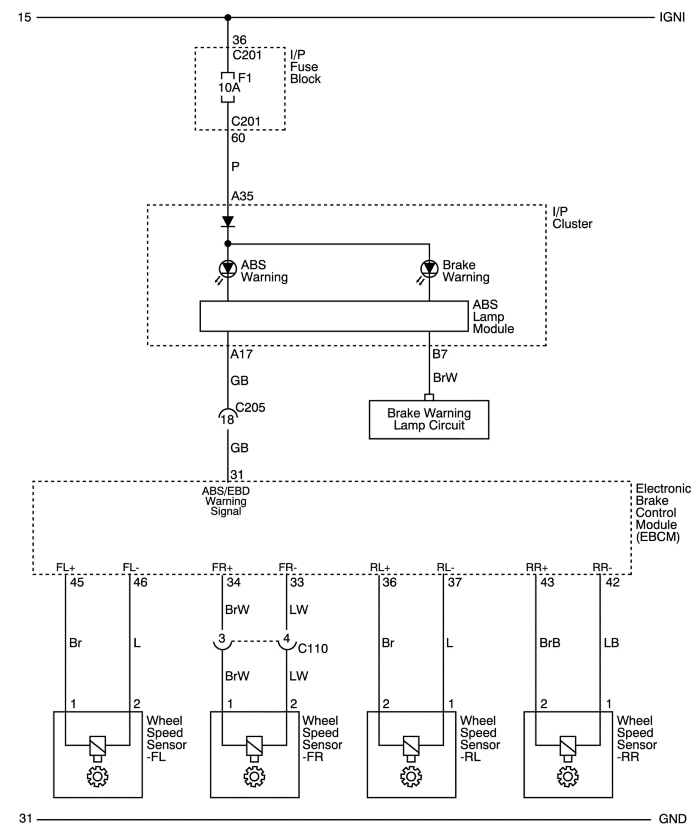 15 IGNI
36
C201 I/P
Fuse
Block
F1
10A
C201
60
P
A35
I/P
Cluster
ABS
Warning
Brake
Warning
ABS
Lamp
Module
A17 B7
GB BrW
C205
18
Brake Warning
Lamp Circuit
GB
31
ABS/EBD
Warning
Signal
Electronic
Brake
Control
Module
(EBCM)
FL+ FL- FR+ FR- RL+ RL- RR+ RR-
45 46 34 33 36 37 43 42
BrW LW
Br L 3 4 C110 Br L BrB LB
BrW LW
1 2 1 2 2 1 2 1
Wheel
Speed
Sensor
-FL
Wheel
Speed
Sensor
-FR
Wheel
Speed
Sensor
-RL
Wheel
Speed
Sensor
-RR
31 GND